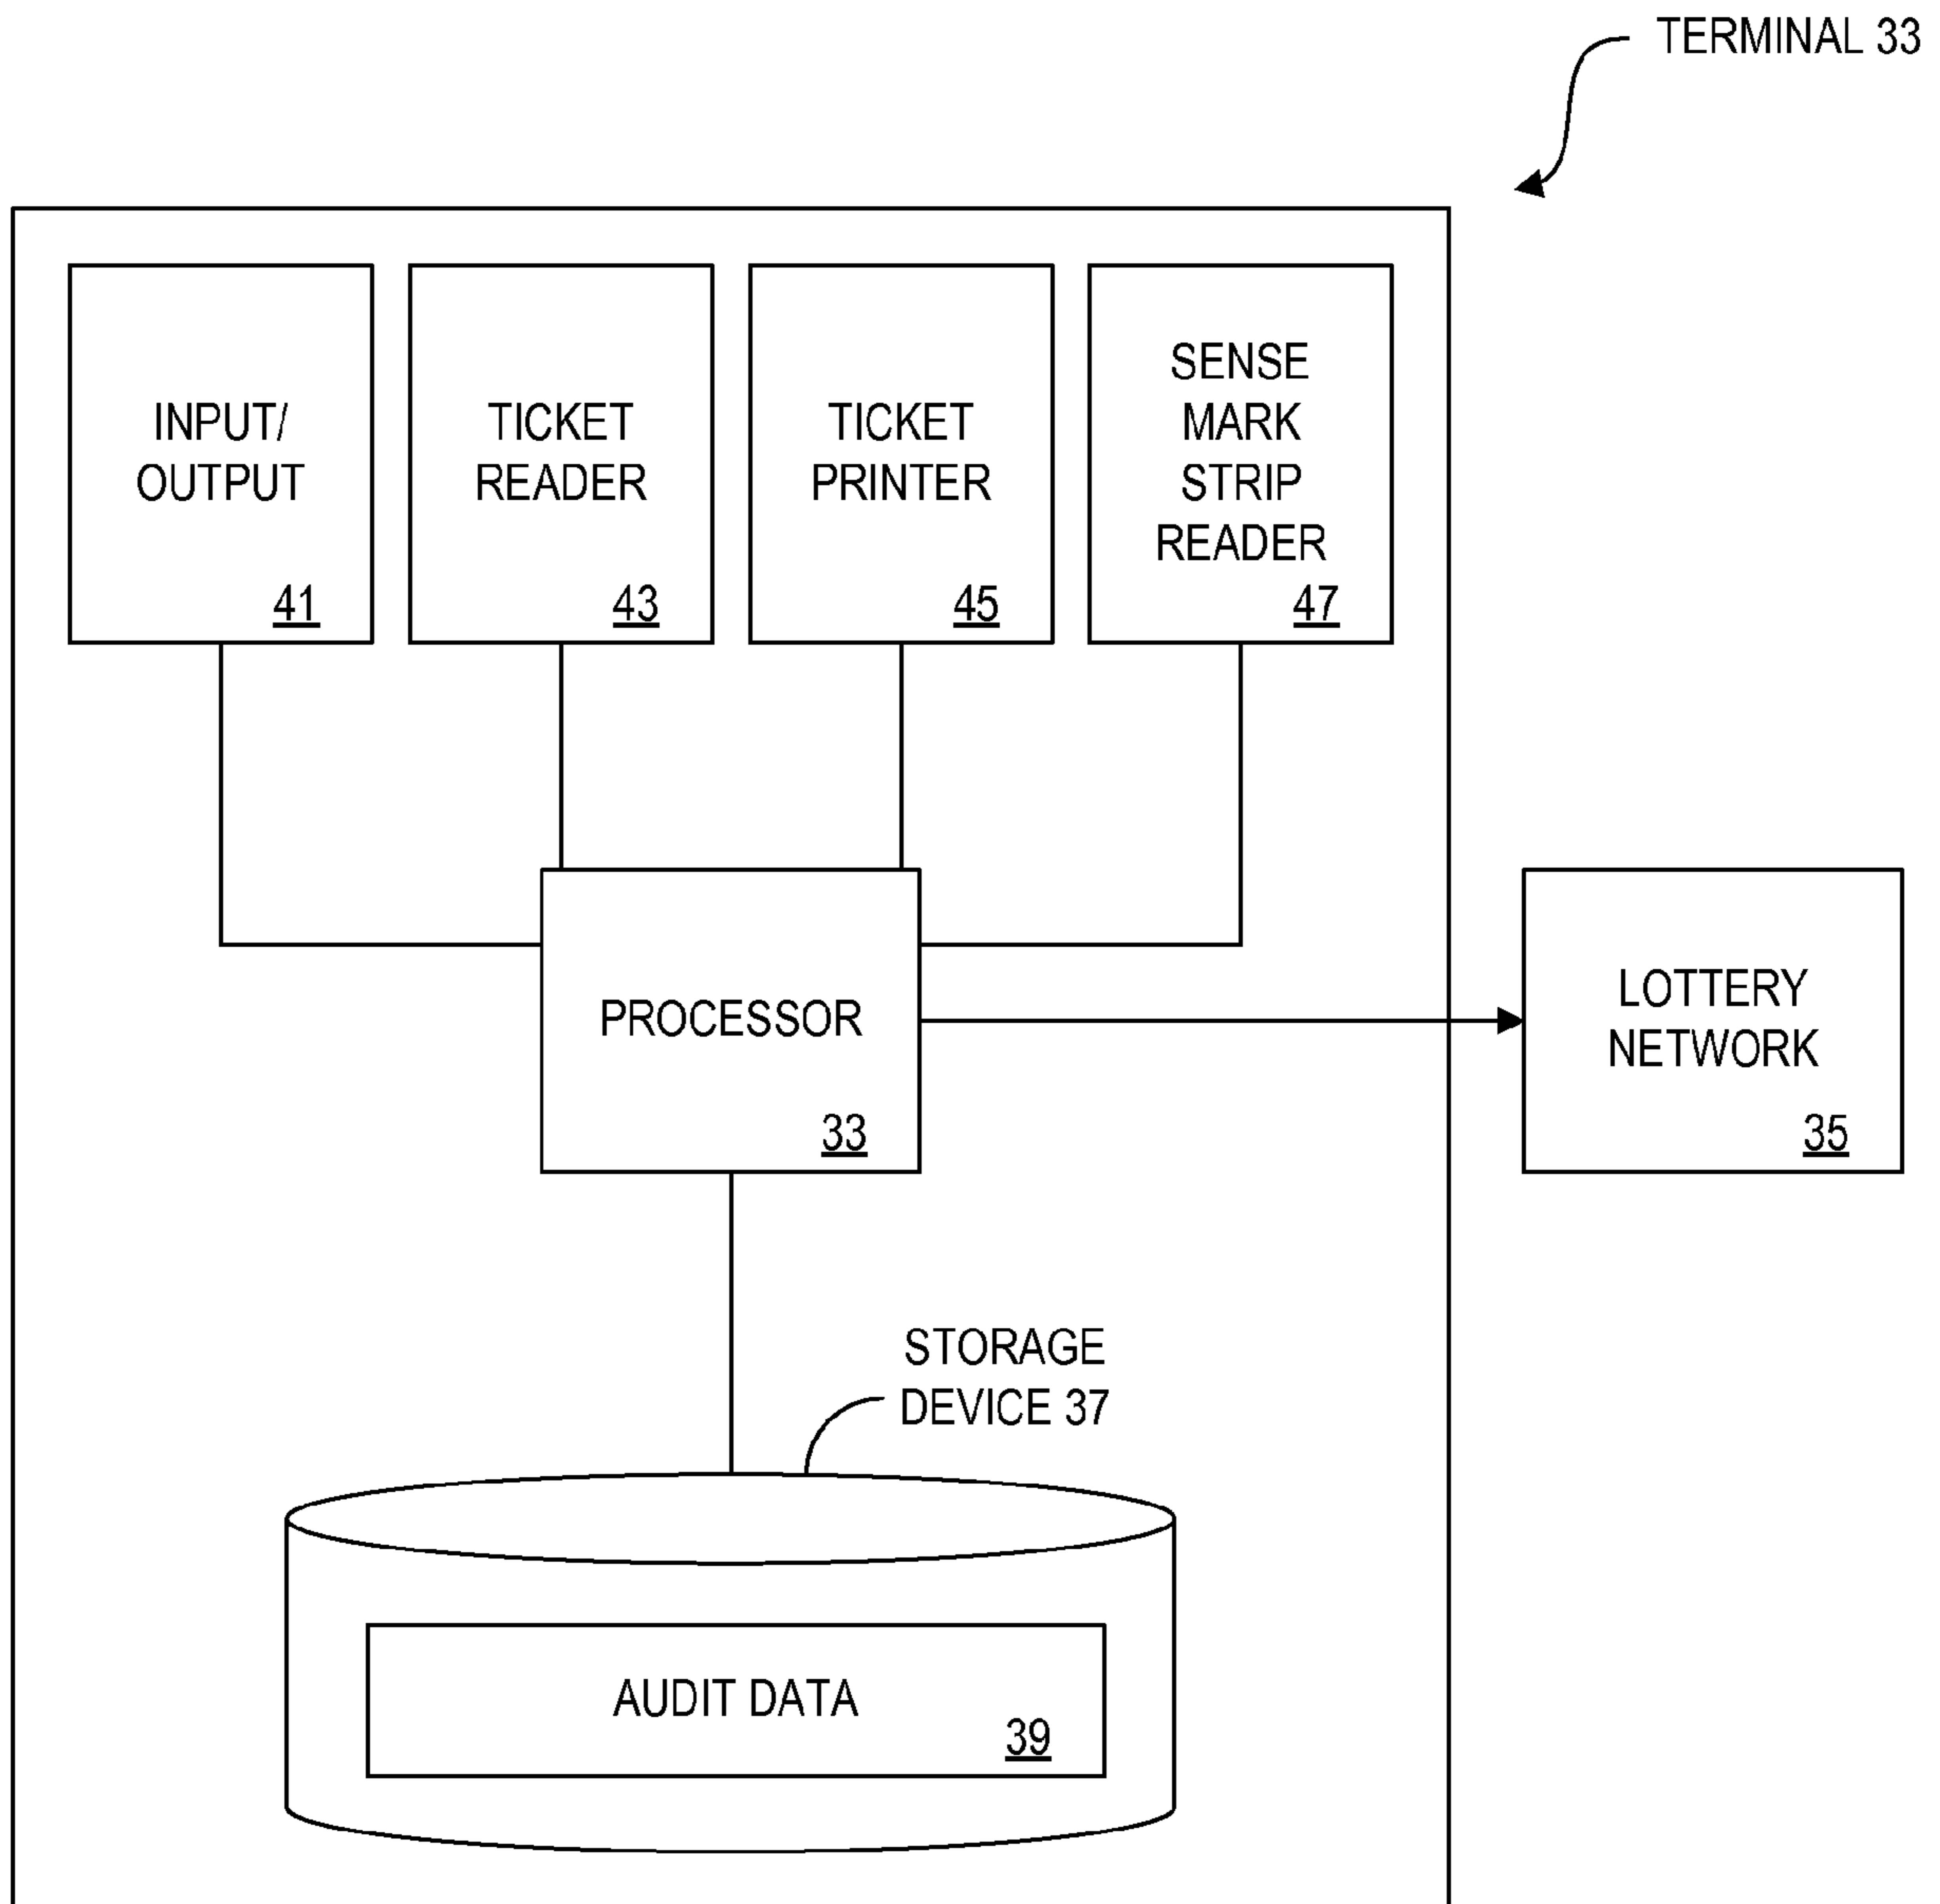 TERMINAL 33
INPUT/
OUTPUT
41
TICKET
READER
43
TICKET
PRINTER
45
SENSE
MARK
STRIP
READER
47
PROCESSOR
33
LOTTERY
NETWORK
35
STORAGE
DEVICE 37
AUDIT DATA
39